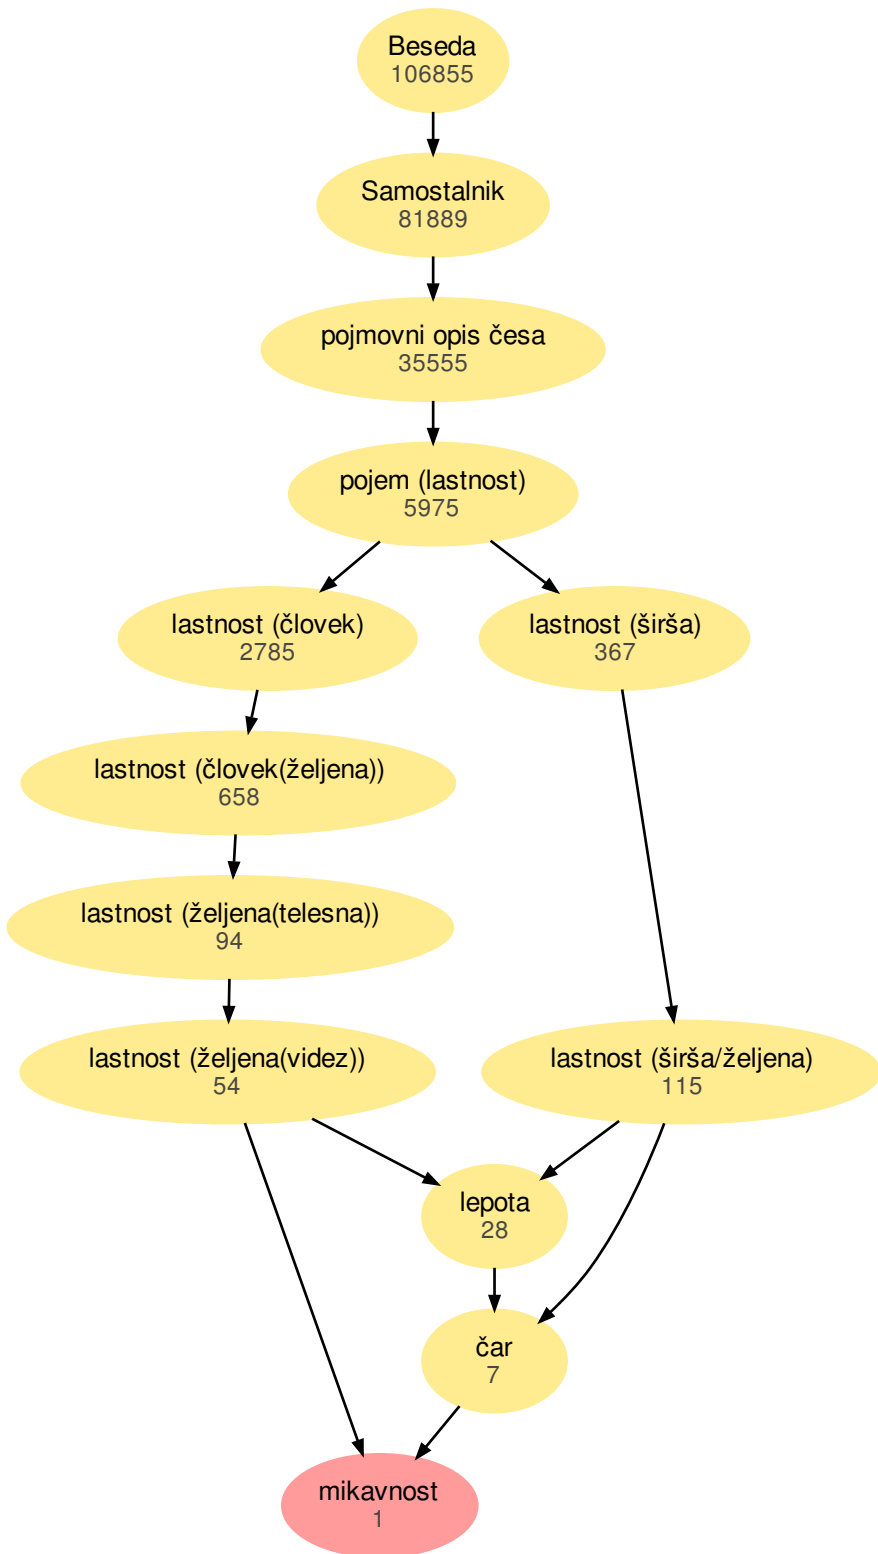 Beseda
106855
Samostalnik
81889
pojmovni opis česa
35555
pojem (lastnost)
5975
lastnost (človek)
2785
lastnost (širša)
367
lastnost (človek(željena))
658
lastnost (željena(telesna))
94
lastnost (željena(videz))
54
lastnost (širša/željena)
115
lepota
28
čar
7
mikavnost
1